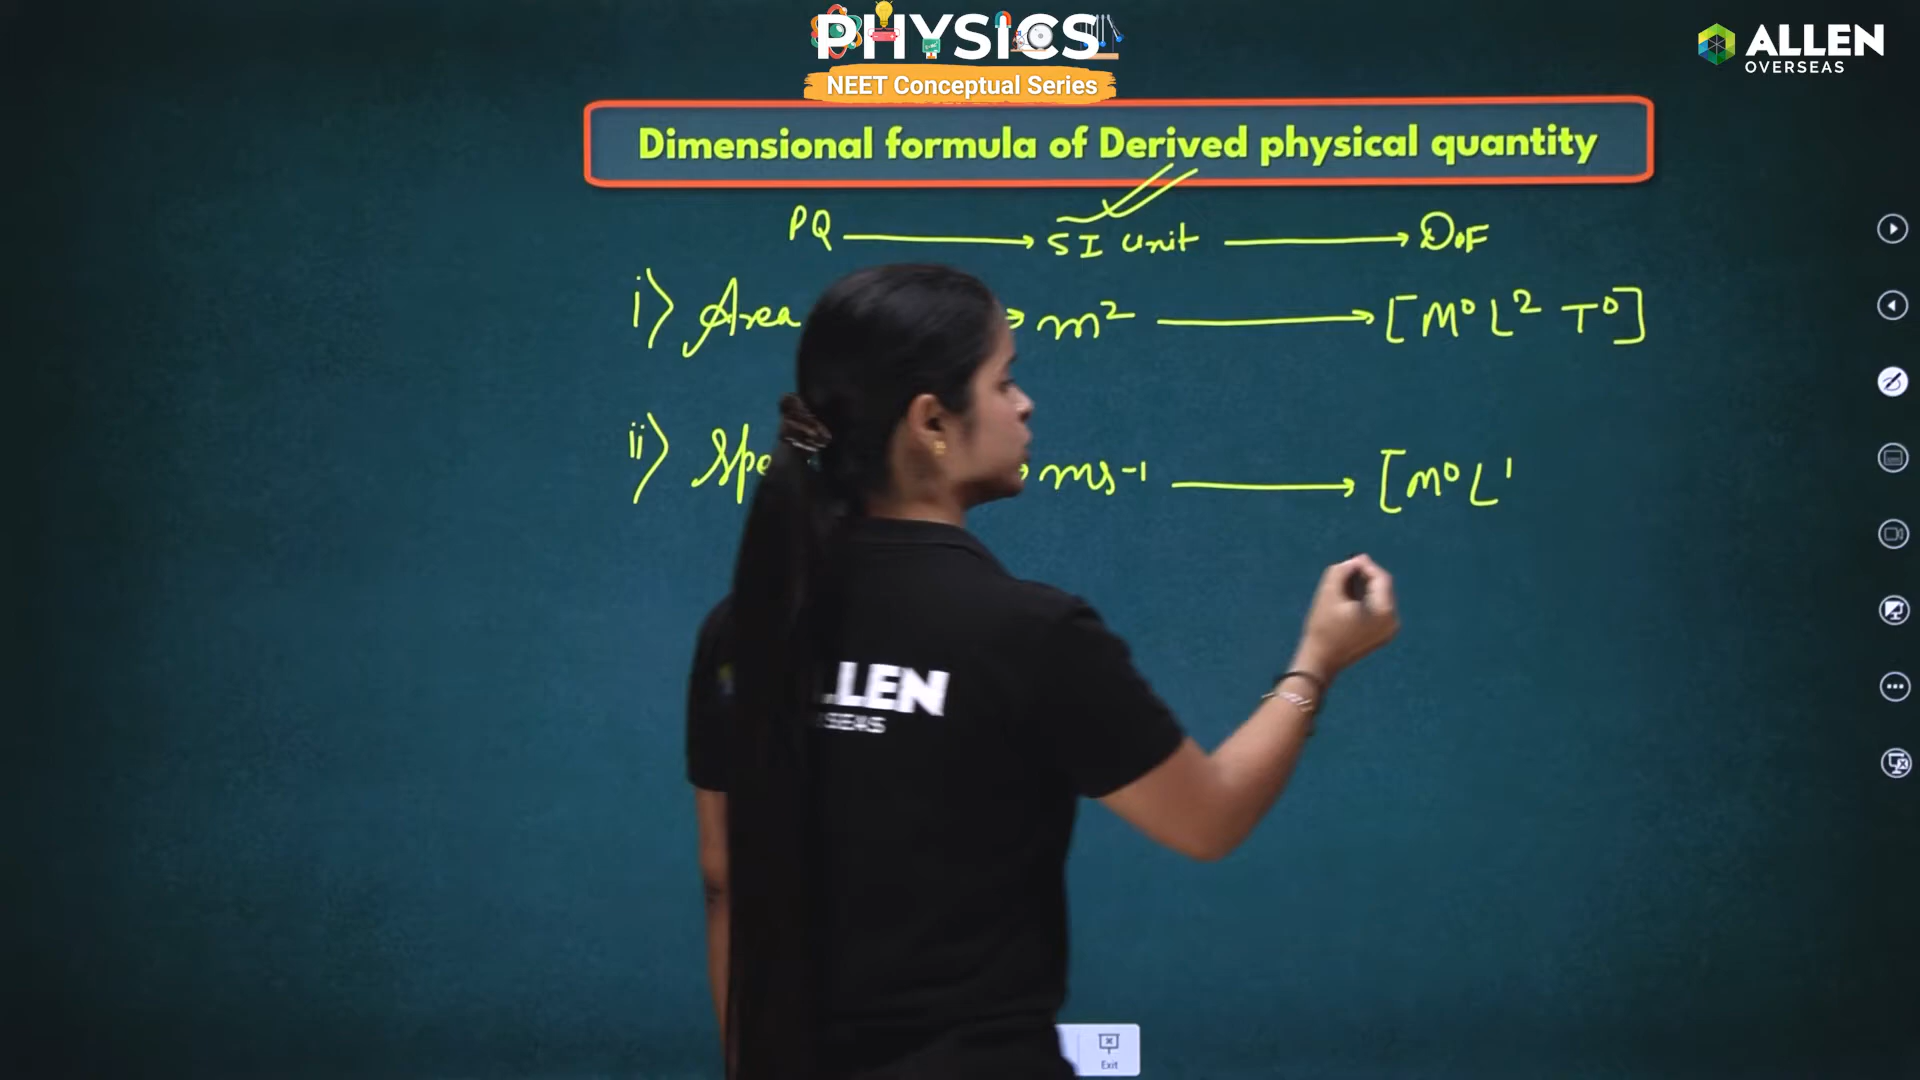 PHYSICS
NEET Conceptual Series
ALLEN
OVERSEAS
Dimensional formula of Derived physical quantity
PQ → SI unit → D.F
i) Area → m² → [M⁰ L² T⁰]
ii) → ms⁻¹ → [M⁰ L¹
Exit